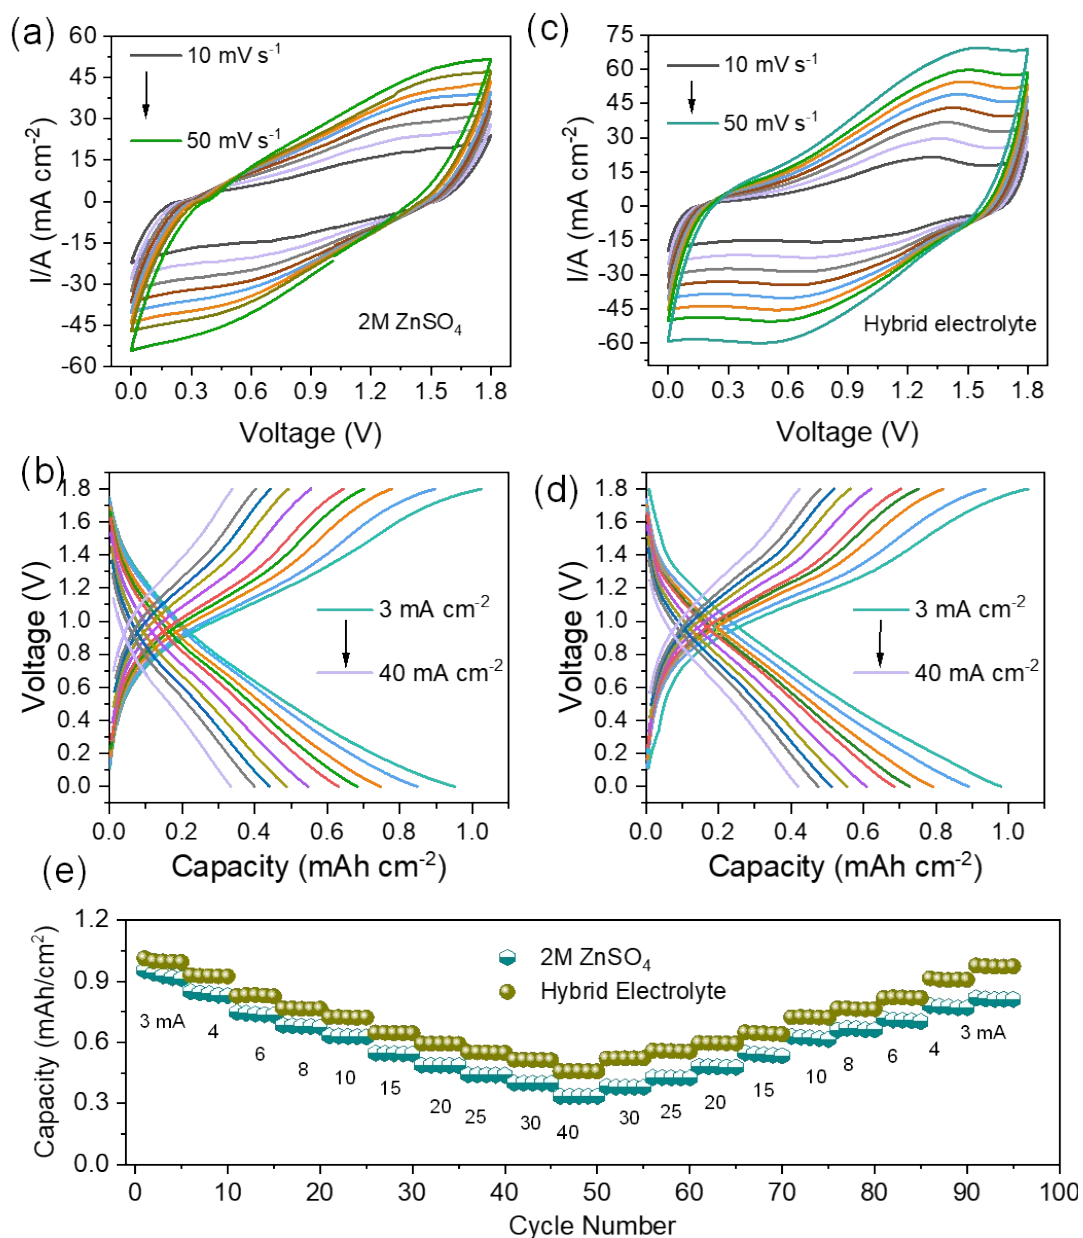 (a)
60
45
30
15
0
-15
-30
-45
-60
I/A (mA cm-2)
10 mV s-1
50 mV s-1
2M ZnSO4
0.0 0.3 0.6 0.9 1.2 1.5 1.8
Voltage (V)
(c)
75
60
45
30
15
0
-15
-30
-45
-60
I/A (mA cm-2)
10 mV s-1
50 mV s-1
Hybrid electrolyte
0.0 0.3 0.6 0.9 1.2 1.5 1.8
Voltage (V)
(b)
1.8
1.6
1.4
1.2
1.0
0.8
0.6
0.4
0.2
0.0
Voltage (V)
3 mA cm-2
40 mA cm-2
0.0 0.2 0.4 0.6 0.8 1.0
Capacity (mAh cm-2)
(d)
1.8
1.6
1.4
1.2
1.0
0.8
0.6
0.4
0.2
0.0
Voltage (V)
3 mA cm-2
40 mA cm-2
0.0 0.2 0.4 0.6 0.8 1.0
Capacity (mAh cm-2)
(e)
1.2
0.9
0.6
0.3
0.0
Capacity (mAh/cm2)
2M ZnSO4
Hybrid Electrolyte
3 mA 4 6 8 10 15 20 25 30 40 30 25 20 15 10 8 6 4 3 mA
0 10 20 30 40 50 60 70 80 90 100
Cycle Number